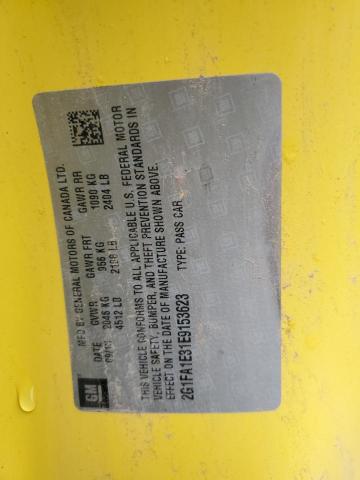 GM
MFD BY GENERAL MOTORS OF CANADA LTD.
DATE GVWR GAWR FRT GAWR RR
2046 KG 956 KG 1090 KG
4512 LB 2108 LB 2404 LB
THIS VEHICLE CONFORMS TO ALL APPLICABLE U.S. FEDERAL MOTOR
VEHICLE SAFETY, BUMPER, AND THEFT PREVENTION STANDARDS IN
EFFECT ON THE DATE OF MANUFACTURE SHOWN ABOVE.
2G1FA1E31E9153623 TYPE: PASS CAR